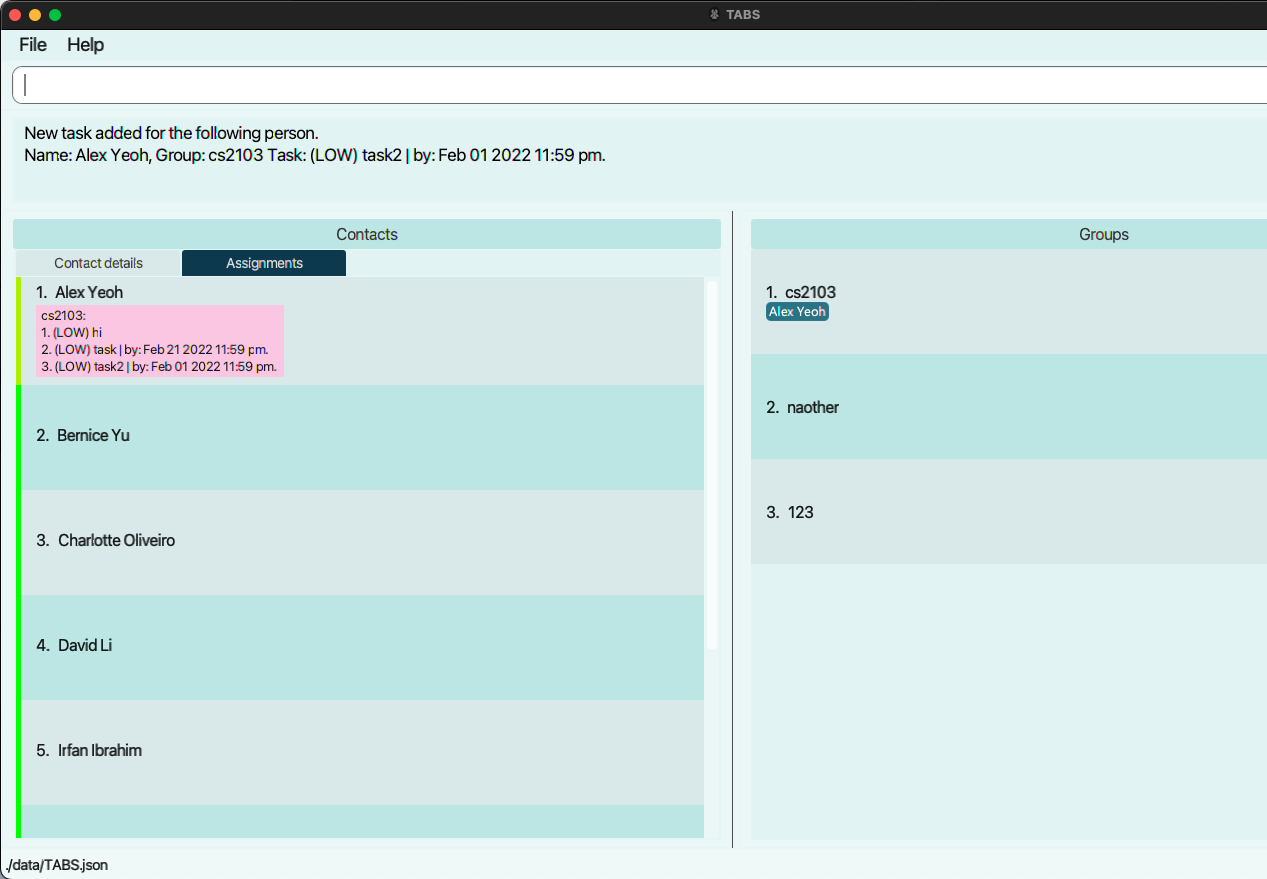 TABS
File Help
New task added for the following person.
Name: Alex Yeoh, Group: cs2103 Task: (LOW) task2 | by: Feb 01 2022 11:59 pm.
Contacts
Contact details Assignments
1. Alex Yeoh
cs2103:
1. (LOW) hi
2. (LOW) task | by: Feb 21 2022 11:59 pm.
3. (LOW) task2 | by: Feb 01 2022 11:59 pm.
2. Bernice Yu
3. Charlotte Oliveiro
4. David Li
5. Irfan Ibrahim
Groups
1. cs2103
Alex Yeoh
2. naother
3. 123
./data/TABS.json